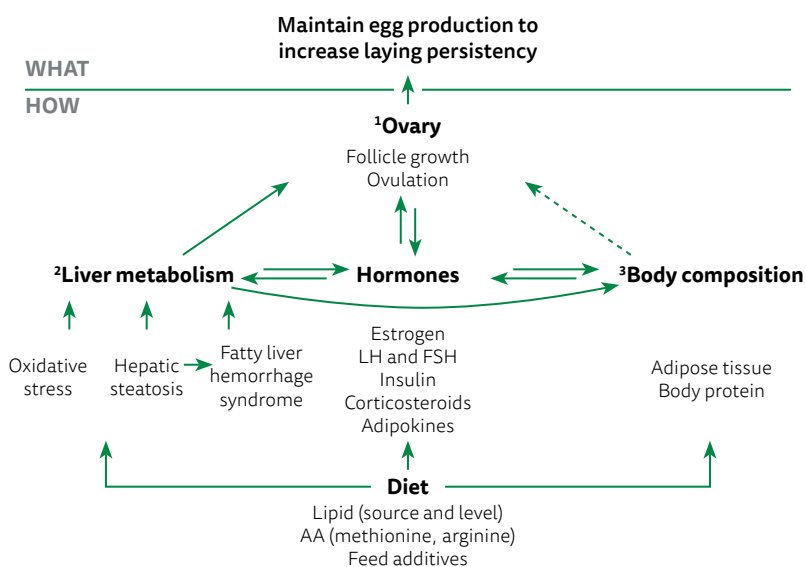 Maintain egg production to
increase laying persistency
WHAT
HOW
¹Ovary
Follicle growth
Ovulation
²Liver metabolism
Hormones
³Body composition
Oxidative
stress
Hepatic
steatosis
Fatty liver
hemorrhage
syndrome
Estrogen
LH and FSH
Insulin
Corticosteroids
Adipokines
Adipose tissue
Body protein
Diet
Lipid (source and level)
AA (methionine, arginine)
Feed additives